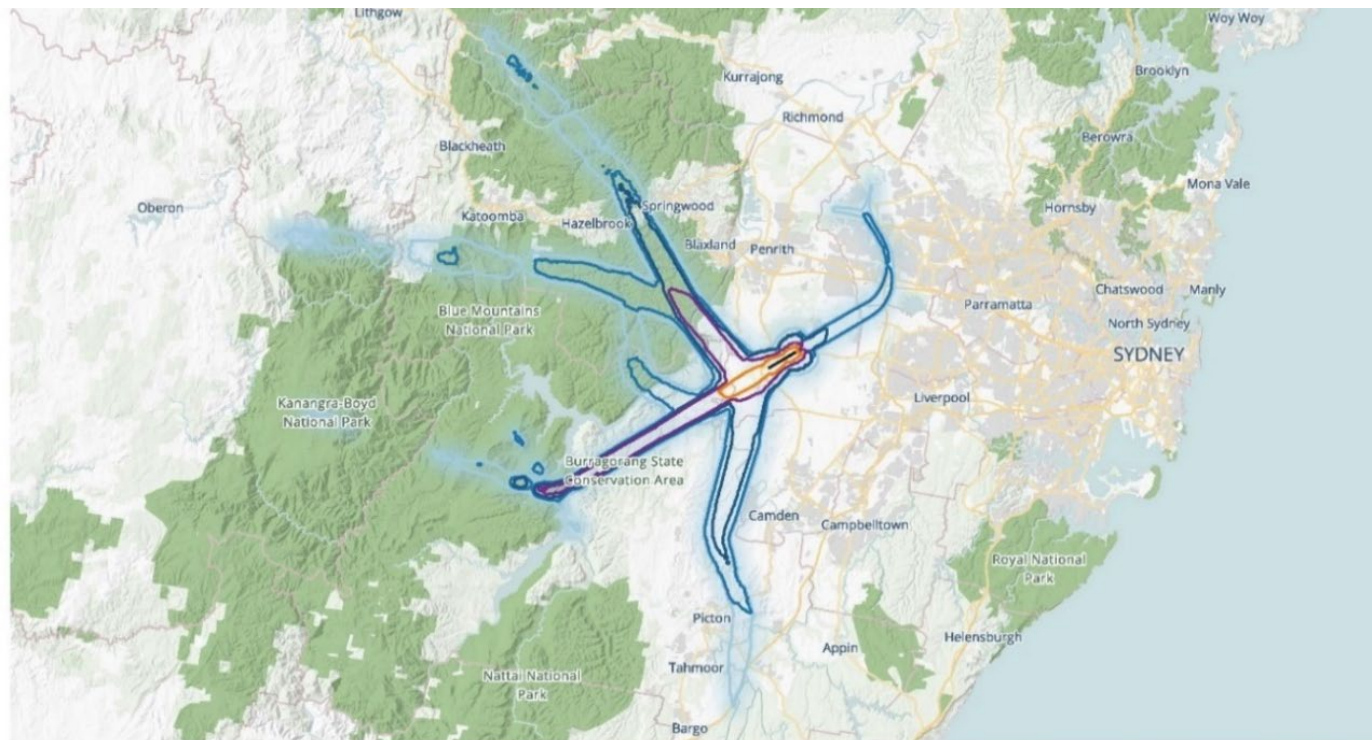 Lithgow
Woy Woy
Brooklyn
Kurrajong
Richmond
Berowra
Blackheath
Mona Vale
Oberon
Springwood
Hornsby
Katoomba
Hazelbrook
Blaxland
Penrith
Chatswood
Manly
Parramatta
Blue Mountains
National Park
North Sydney
SYDNEY
Liverpool
Kanangra-Boyd
National Park
Burragorang State
Conservation Area
Camden
Campbelltown
Royal National
Park
Picton
Helensburgh
Appin
Tahmoor
Nattai National
Park
Bargo